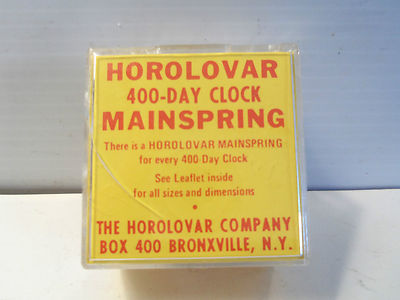 HOROLOVAR
400-DAY CLOCK
MAINSPRING
There is a HOROLOVAR MAINSPRING
for every 400-Day Clock
See Leaflet inside
for all sizes and dimensions
THE HOROLOVAR COMPANY
BOX 400 BRONXVILLE, N.Y.